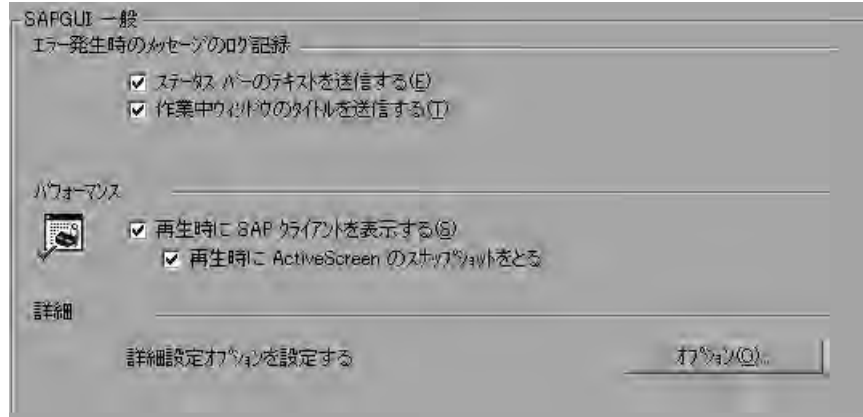 SAPGUI 一般
エラー発生時のメッセージのログ記録
ステータス バーのテキストを送信する(E)
作業中ウィンドウのタイトルを送信する(T)
パフォーマンス
再生時に SAP クライアントを表示する(S)
再生時に ActiveScreen のスナップショットをとる
詳細
詳細設定オプションを設定する
オプション(O)...